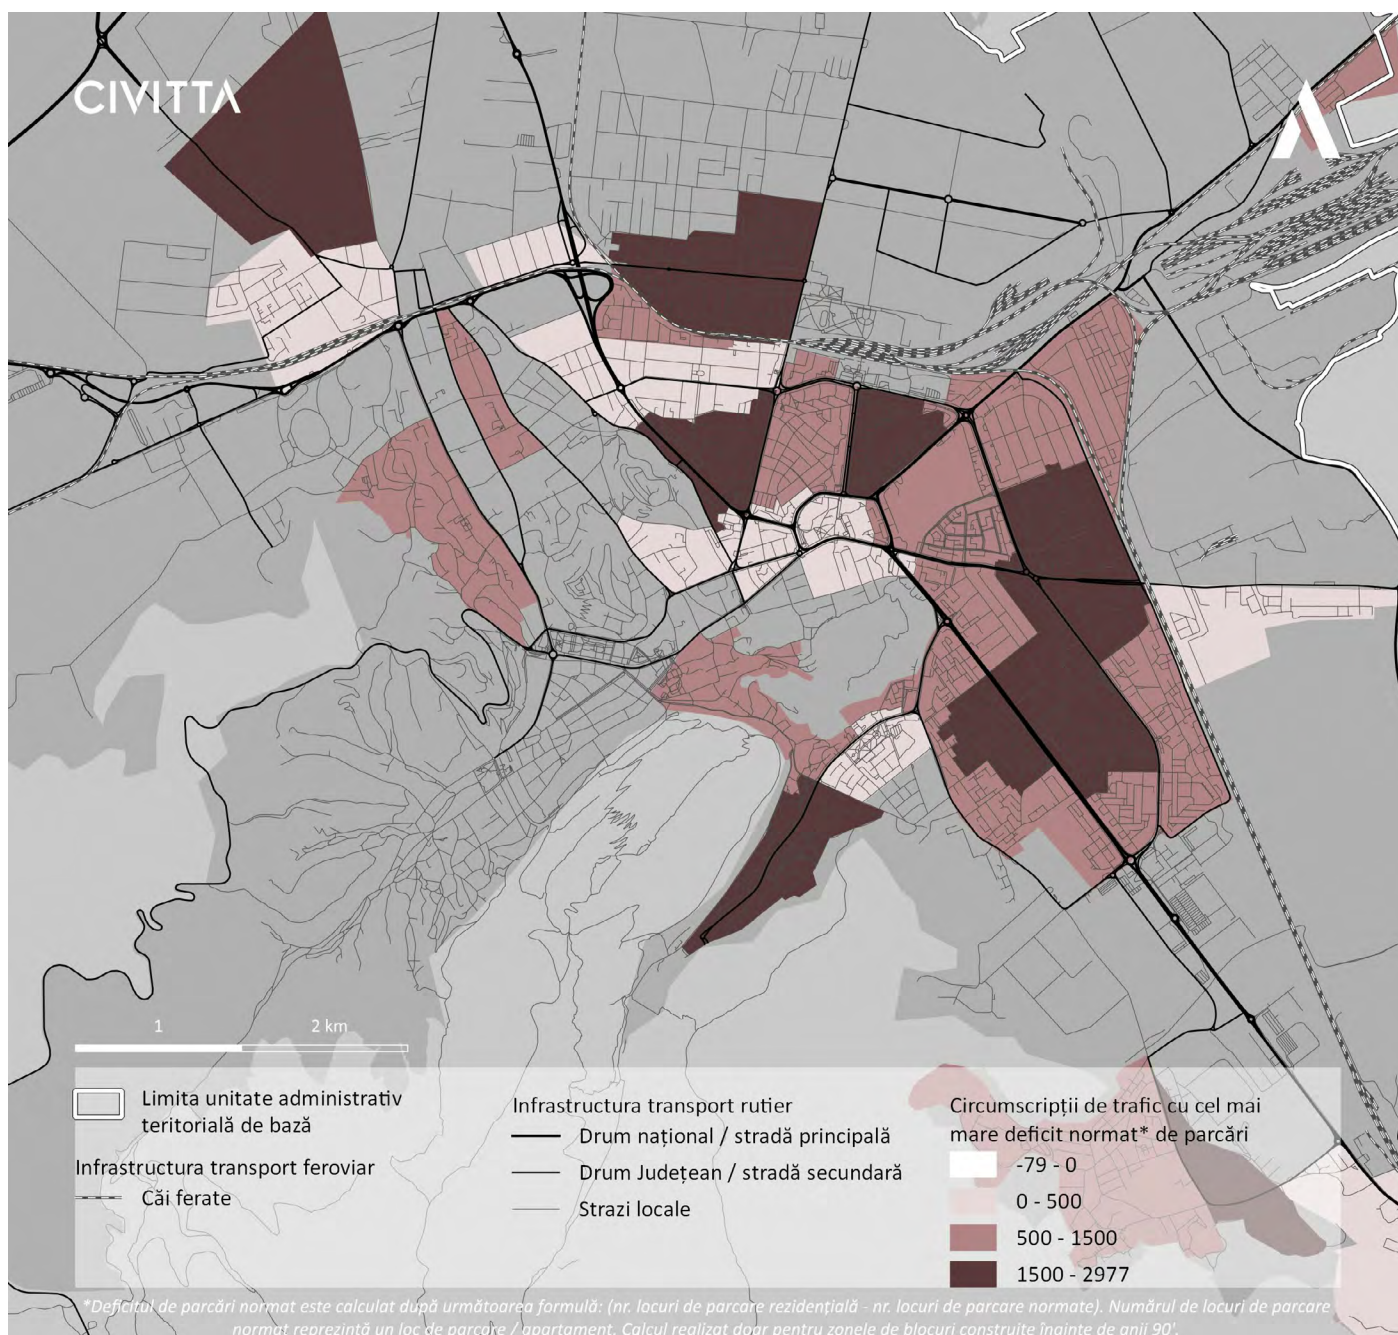 CIVITTA
1
2 km
Limita unitate administrativ
teritorială de bază
Infrastructura transport feroviar
Căi ferate
Infrastructura transport rutier
Drum național / stradă principală
Drum Județean / stradă secundară
Strazi locale
Circumscripții de trafic cu cel mai
mare deficit normat* de parcări
-79 - 0
0 - 500
500 - 1500
1500 - 2977
*Deficitul de parcări normat este calculat după următoarea formulă: (nr. locuri de parcare rezidențială - nr. locuri de parcare normate). Numărul de locuri de parcare
normat reprezintă un loc de parcare / apartament. Calcul realizat doar pentru zonele de blocuri construite înainte de anii 90'.